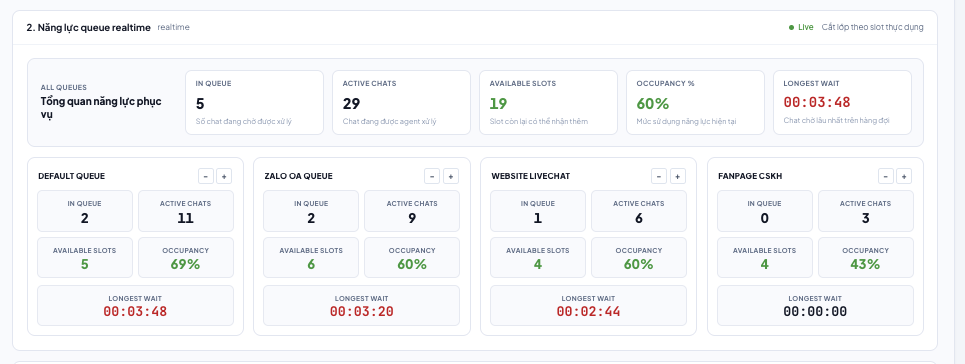 2. Năng lực queue realtime realtime
Live Cắt lớp theo slot thực dụng
ALL QUEUES
Tổng quan năng lực phục
vụ
IN QUEUE
5
Số chat đang chờ được xử lý
ACTIVE CHATS
29
Chat đang được agent xử lý
AVAILABLE SLOTS
19
Slot còn lại có thể nhận thêm
OCCUPANCY %
60%
Mức sử dụng năng lực hiện tại
LONGEST WAIT
00:03:48
Chat chờ lâu nhất trên hàng đợi
DEFAULT QUEUE - +
IN QUEUE
2
ACTIVE CHATS
11
AVAILABLE SLOTS
5
OCCUPANCY
69%
LONGEST WAIT
00:03:48
ZALO OA QUEUE - +
IN QUEUE
2
ACTIVE CHATS
9
AVAILABLE SLOTS
6
OCCUPANCY
60%
LONGEST WAIT
00:03:20
WEBSITE LIVECHAT - +
IN QUEUE
1
ACTIVE CHATS
6
AVAILABLE SLOTS
4
OCCUPANCY
60%
LONGEST WAIT
00:02:44
FANPAGE CSKH - +
IN QUEUE
0
ACTIVE CHATS
3
AVAILABLE SLOTS
4
OCCUPANCY
43%
LONGEST WAIT
00:00:00